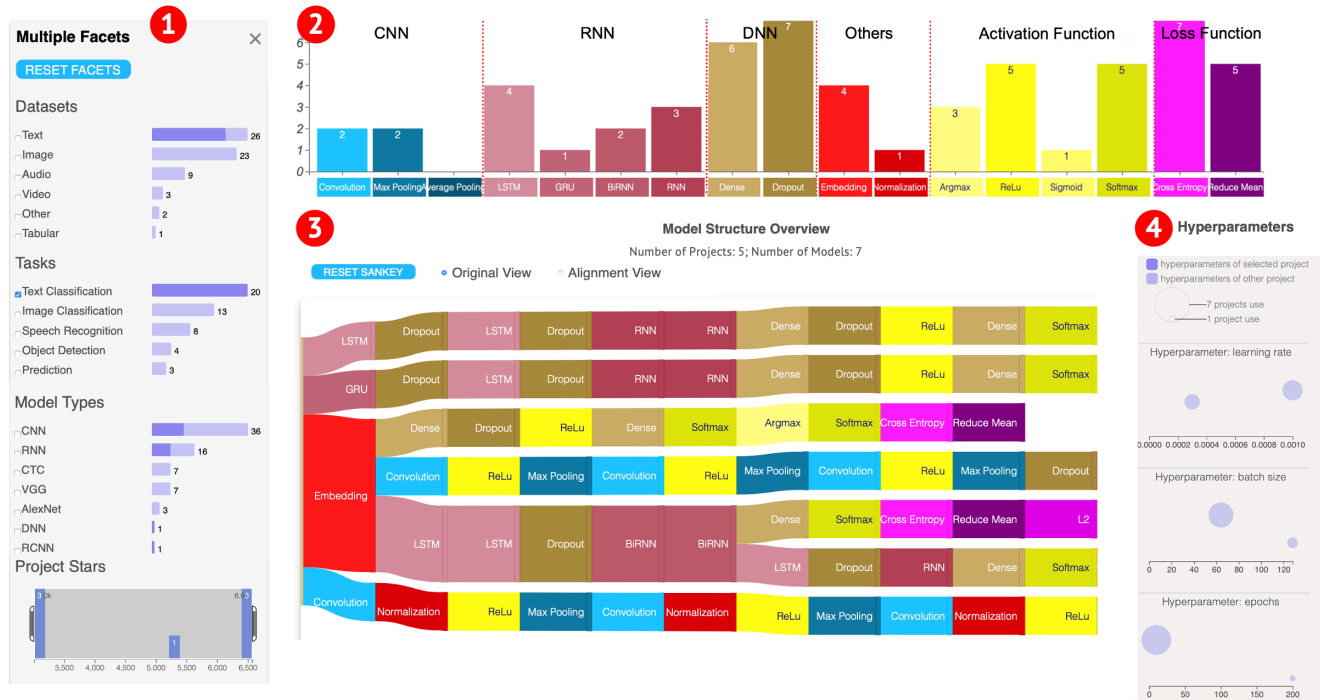 1
Multiple Facets
×
RESET FACETS
Datasets
Text 26
Image 23
Audio 9
Video 3
Other 2
Tabular 1
Tasks
Text Classification 20
Image Classification 13
Speech Recognition 8
Object Detection 4
Prediction 3
Model Types
CNN 36
RNN 16
CTC 7
VGG 7
AlexNet 3
DNN 1
RCNN 1
Project Stars
3 3
1
3,500 4,000 5,000 5,500 6,000 6,500
2
CNN RNN DNN Others Activation Function Loss Function
6
5
4
3
2
1
0
2 2 4 1 2 3 6 7 4 1 3 5 1 5 7 5
Convolution Max Pooling Average Pooling LSTM GRU BiRNN RNN Dense Dropout Embedding Normalization Argmax ReLu Sigmoid Softmax Cross Entropy Reduce Mean
3
Model Structure Overview
Number of Projects: 5; Number of Models: 7
RESET SANKEY Original View Alignment View
LSTM Dropout LSTM Dropout RNN RNN Dense Dropout ReLu Dense Softmax
GRU Dropout LSTM Dropout RNN RNN Dense Dropout ReLu Dense Softmax
Dense Dropout ReLu Dense Softmax Argmax Softmax Cross Entropy Reduce Mean
Embedding Convolution ReLu Max Pooling Convolution ReLu Max Pooling Convolution ReLu Max Pooling Dropout
LSTM LSTM Dropout BiRNN BiRNN Dense Softmax Cross Entropy Reduce Mean L2
LSTM Dropout RNN Dense Softmax
Convolution Normalization ReLu Max Pooling Convolution Normalization ReLu Max Pooling Convolution Normalization ReLu
4
Hyperparameters
hyperparameters of selected project
hyperparameters of other project
7 projects use
1 project use
Hyperparameter: learning rate
0.0000 0.0002 0.0004 0.0006 0.0008 0.0010
Hyperparameter: batch size
0 20 40 60 80 100 120
Hyperparameter: epochs
0 50 100 150 200